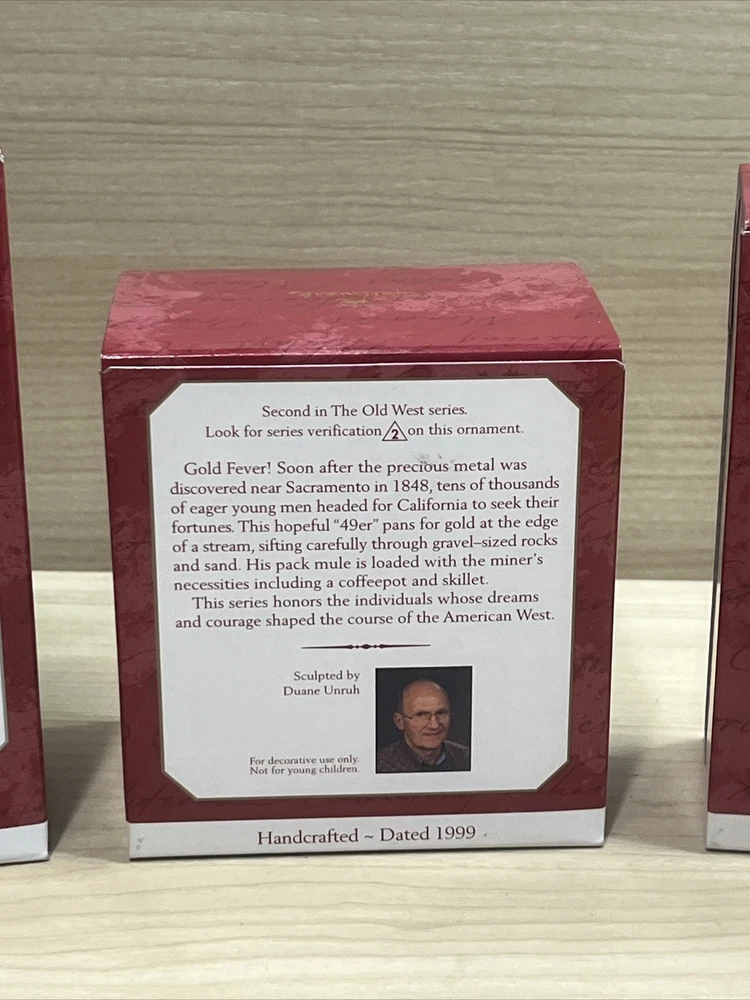 Second in The Old West series.
Look for series verification 2 on this ornament.
Gold Fever! Soon after the precious metal was
discovered near Sacramento in 1848, tens of thousands
of eager young men headed for California to seek their
fortunes. This hopeful "49er" pans for gold at the edge
of a stream, sifting carefully through gravel–sized rocks
and sand. His pack mule is loaded with the miner's
necessities including a coffeepot and skillet.
This series honors the individuals whose dreams
and courage shaped the course of the American West.
Sculpted by
Duane Unruh
For decorative use only.
Not for young children.
Handcrafted ~ Dated 1999